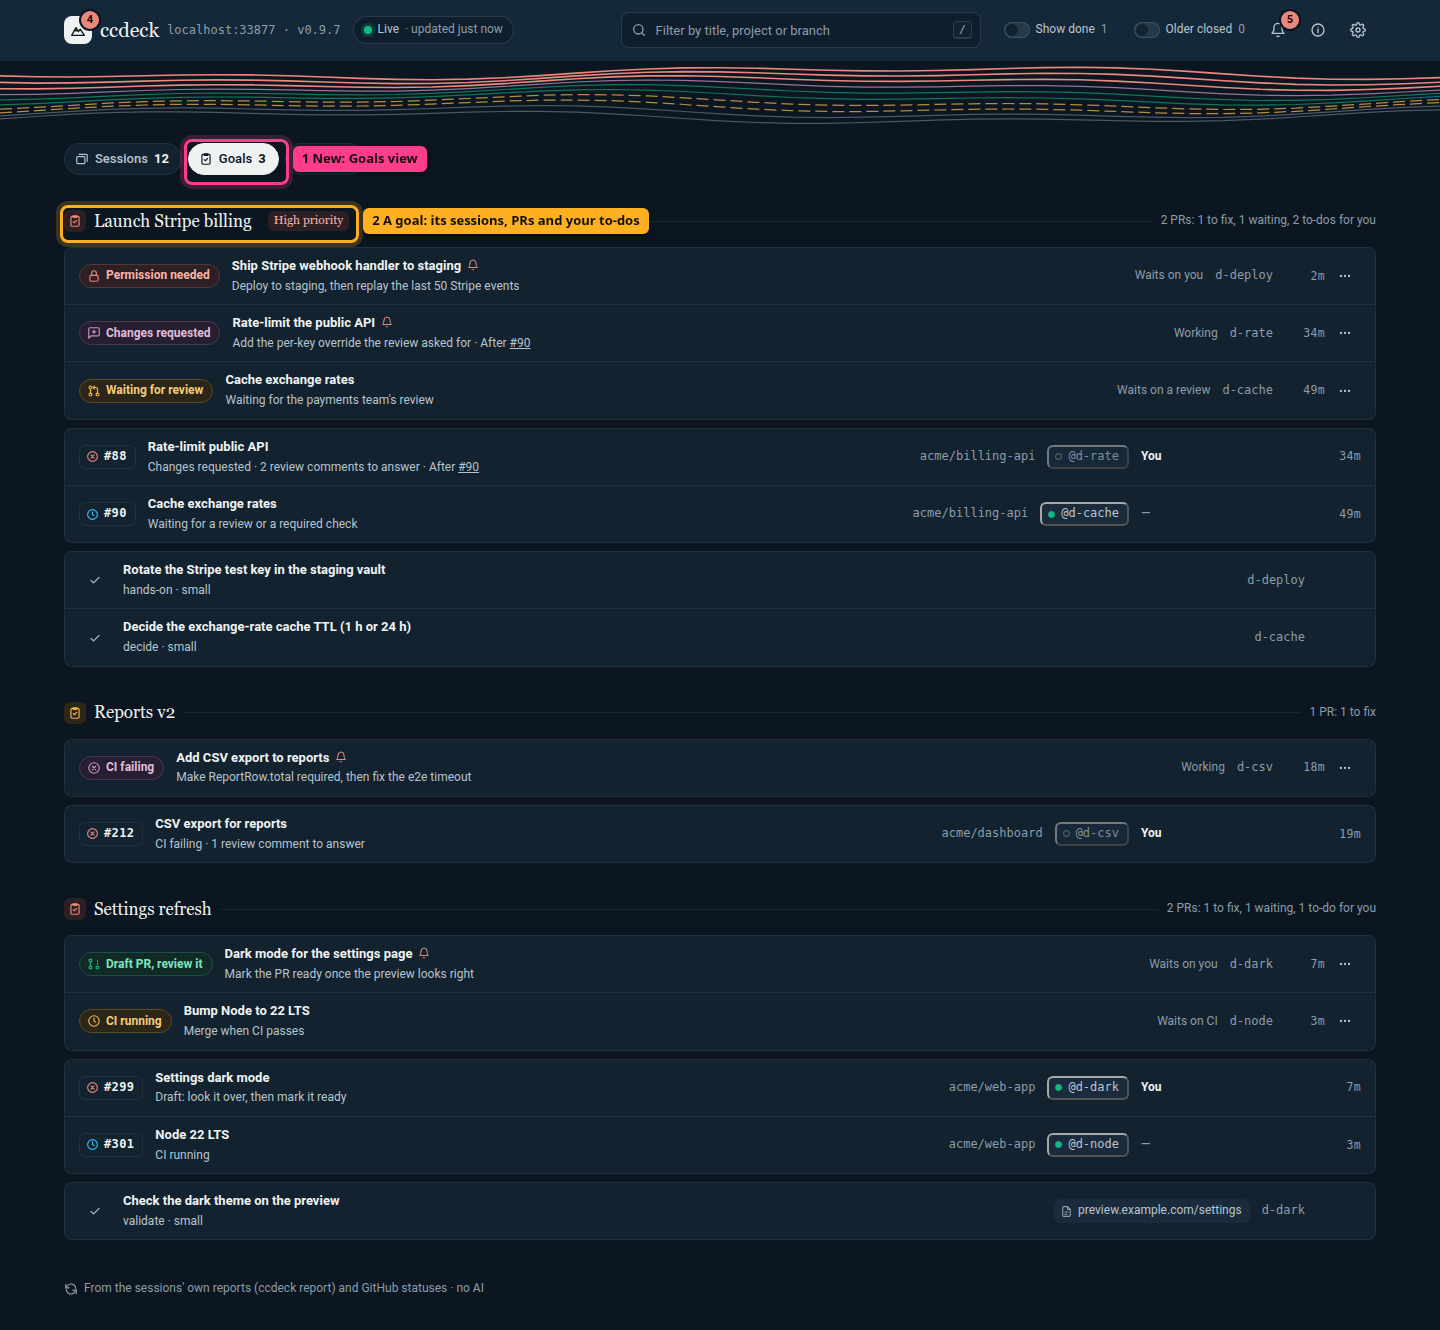 4
ccdeck localhost:33877 · v0.9.7 Live · updated just now Filter by title, project or branch / Show done 1 Older closed 0 5
Sessions 12 Goals 3 1 New: Goals view
Launch Stripe billing High priority 2 A goal: its sessions, PRs and your to-dos 2 PRs: 1 to fix, 1 waiting, 2 to-dos for you
Permission needed Ship Stripe webhook handler to staging Waits on you d-deploy 2m
Deploy to staging, then replay the last 50 Stripe events
Changes requested Rate-limit the public API Working d-rate 34m
Add the per-key override the review asked for · After #90
Waiting for review Cache exchange rates Waits on a review d-cache 49m
Waiting for the payments team's review
#88 Rate-limit public API acme/billing-api @d-rate You 34m
Changes requested · 2 review comments to answer · After #90
#90 Cache exchange rates acme/billing-api @d-cache — 49m
Waiting for a review or a required check
Rotate the Stripe test key in the staging vault d-deploy
hands-on · small
Decide the exchange-rate cache TTL (1 h or 24 h) d-cache
decide · small
Reports v2 1 PR: 1 to fix
CI failing Add CSV export to reports Working d-csv 18m
Make ReportRow.total required, then fix the e2e timeout
#212 CSV export for reports acme/dashboard @d-csv You 19m
CI failing · 1 review comment to answer
Settings refresh 2 PRs: 1 to fix, 1 waiting, 1 to-do for you
Draft PR, review it Dark mode for the settings page Waits on you d-dark 7m
Mark the PR ready once the preview looks right
CI running Bump Node to 22 LTS Waits on CI d-node 3m
Merge when CI passes
#299 Settings dark mode acme/web-app @d-dark You 7m
Draft: look it over, then mark it ready
#301 Node 22 LTS acme/web-app @d-node — 3m
CI running
Check the dark theme on the preview preview.example.com/settings d-dark
validate · small
From the sessions' own reports (ccdeck report) and GitHub statuses · no AI